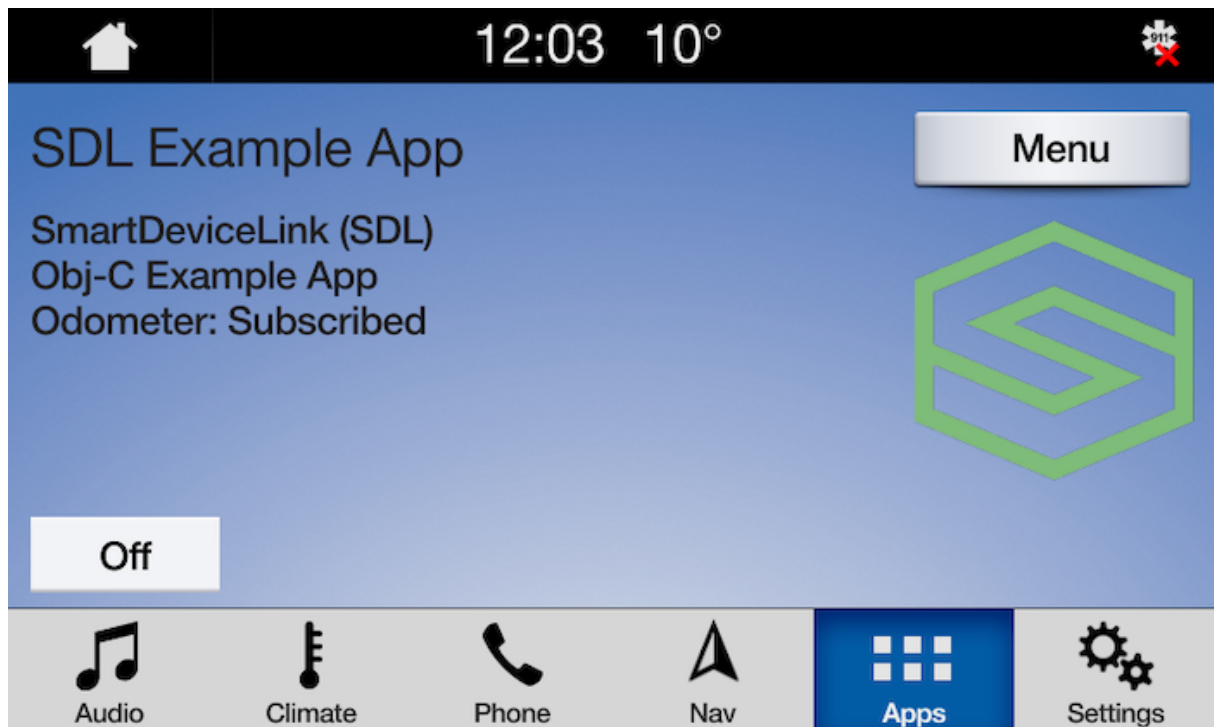 12:03 10°
911
SDL Example App
Menu
SmartDeviceLink (SDL)
Obj-C Example App
Odometer: Subscribed
Off
Audio Climate Phone Nav Apps Settings